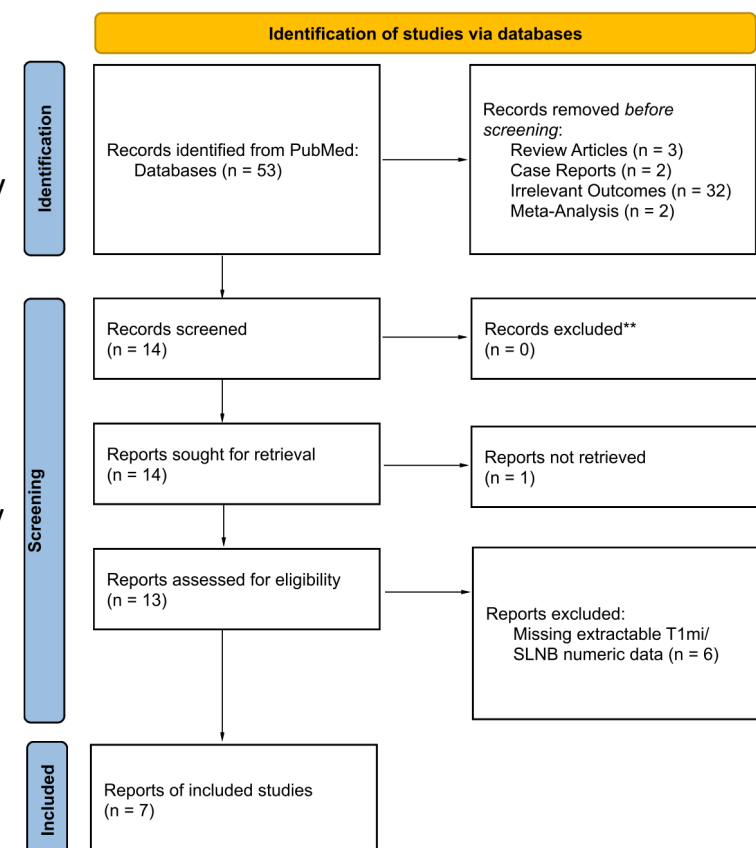 Identification of studies via databases
Identification
Records identified from PubMed:
Databases (n = 53)
Records removed before
screening:
Review Articles (n = 3)
Case Reports (n = 2)
Irrelevant Outcomes (n = 32)
Meta-Analysis (n = 2)
Screening
Records screened
(n = 14)
Records excluded**
(n = 0)
Reports sought for retrieval
(n = 14)
Reports not retrieved
(n = 1)
Reports assessed for eligibility
(n = 13)
Reports excluded:
Missing extractable T1mi/
SLNB numeric data (n = 6)
Included
Reports of included studies
(n = 7)